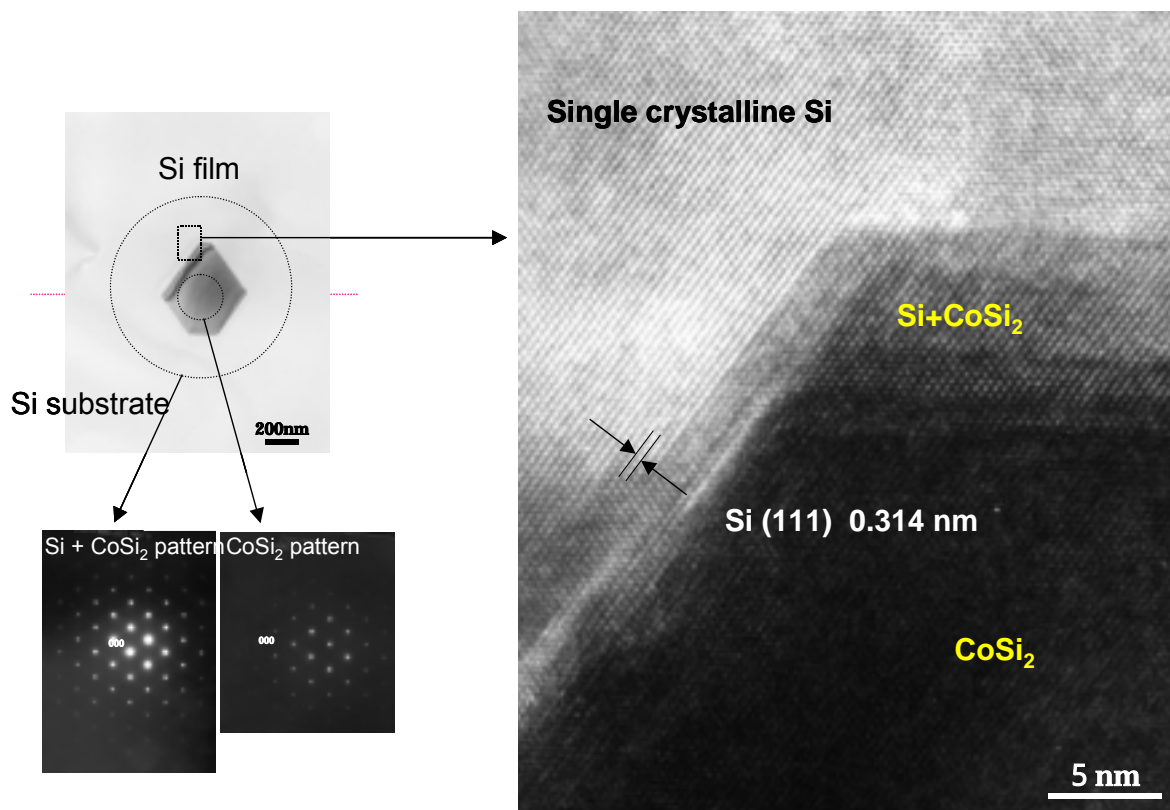 Single crystalline Si
Si film
Si+CoSi₂
Si substrate
200nm
Si (111) 0.314 nm
Si + CoSi₂ pattern
CoSi₂ pattern
000
000
CoSi₂
5 nm